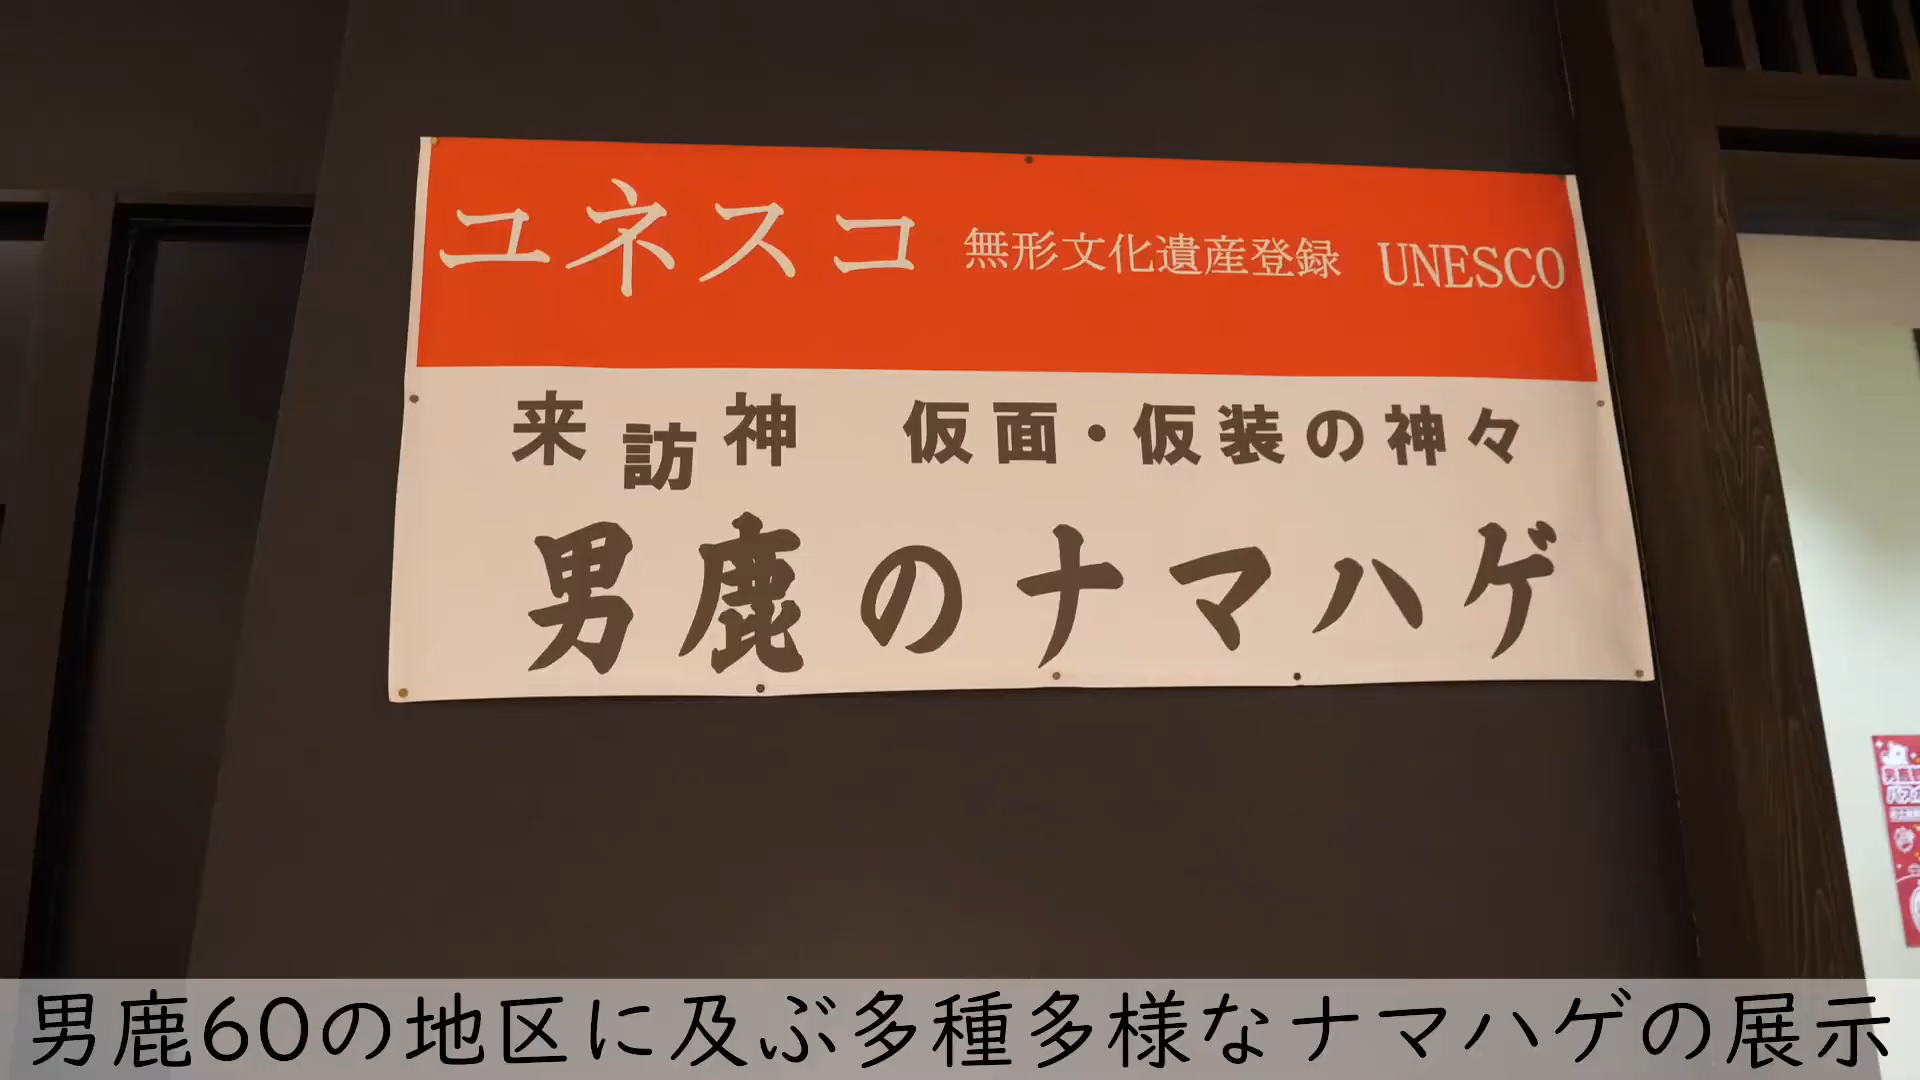 ユネスコ 無形文化遺産登録 UNESCO
来訪神 仮面・仮装の神々
男鹿のナマハゲ
男鹿60の地区に及ぶ多種多様なナマハゲの展示